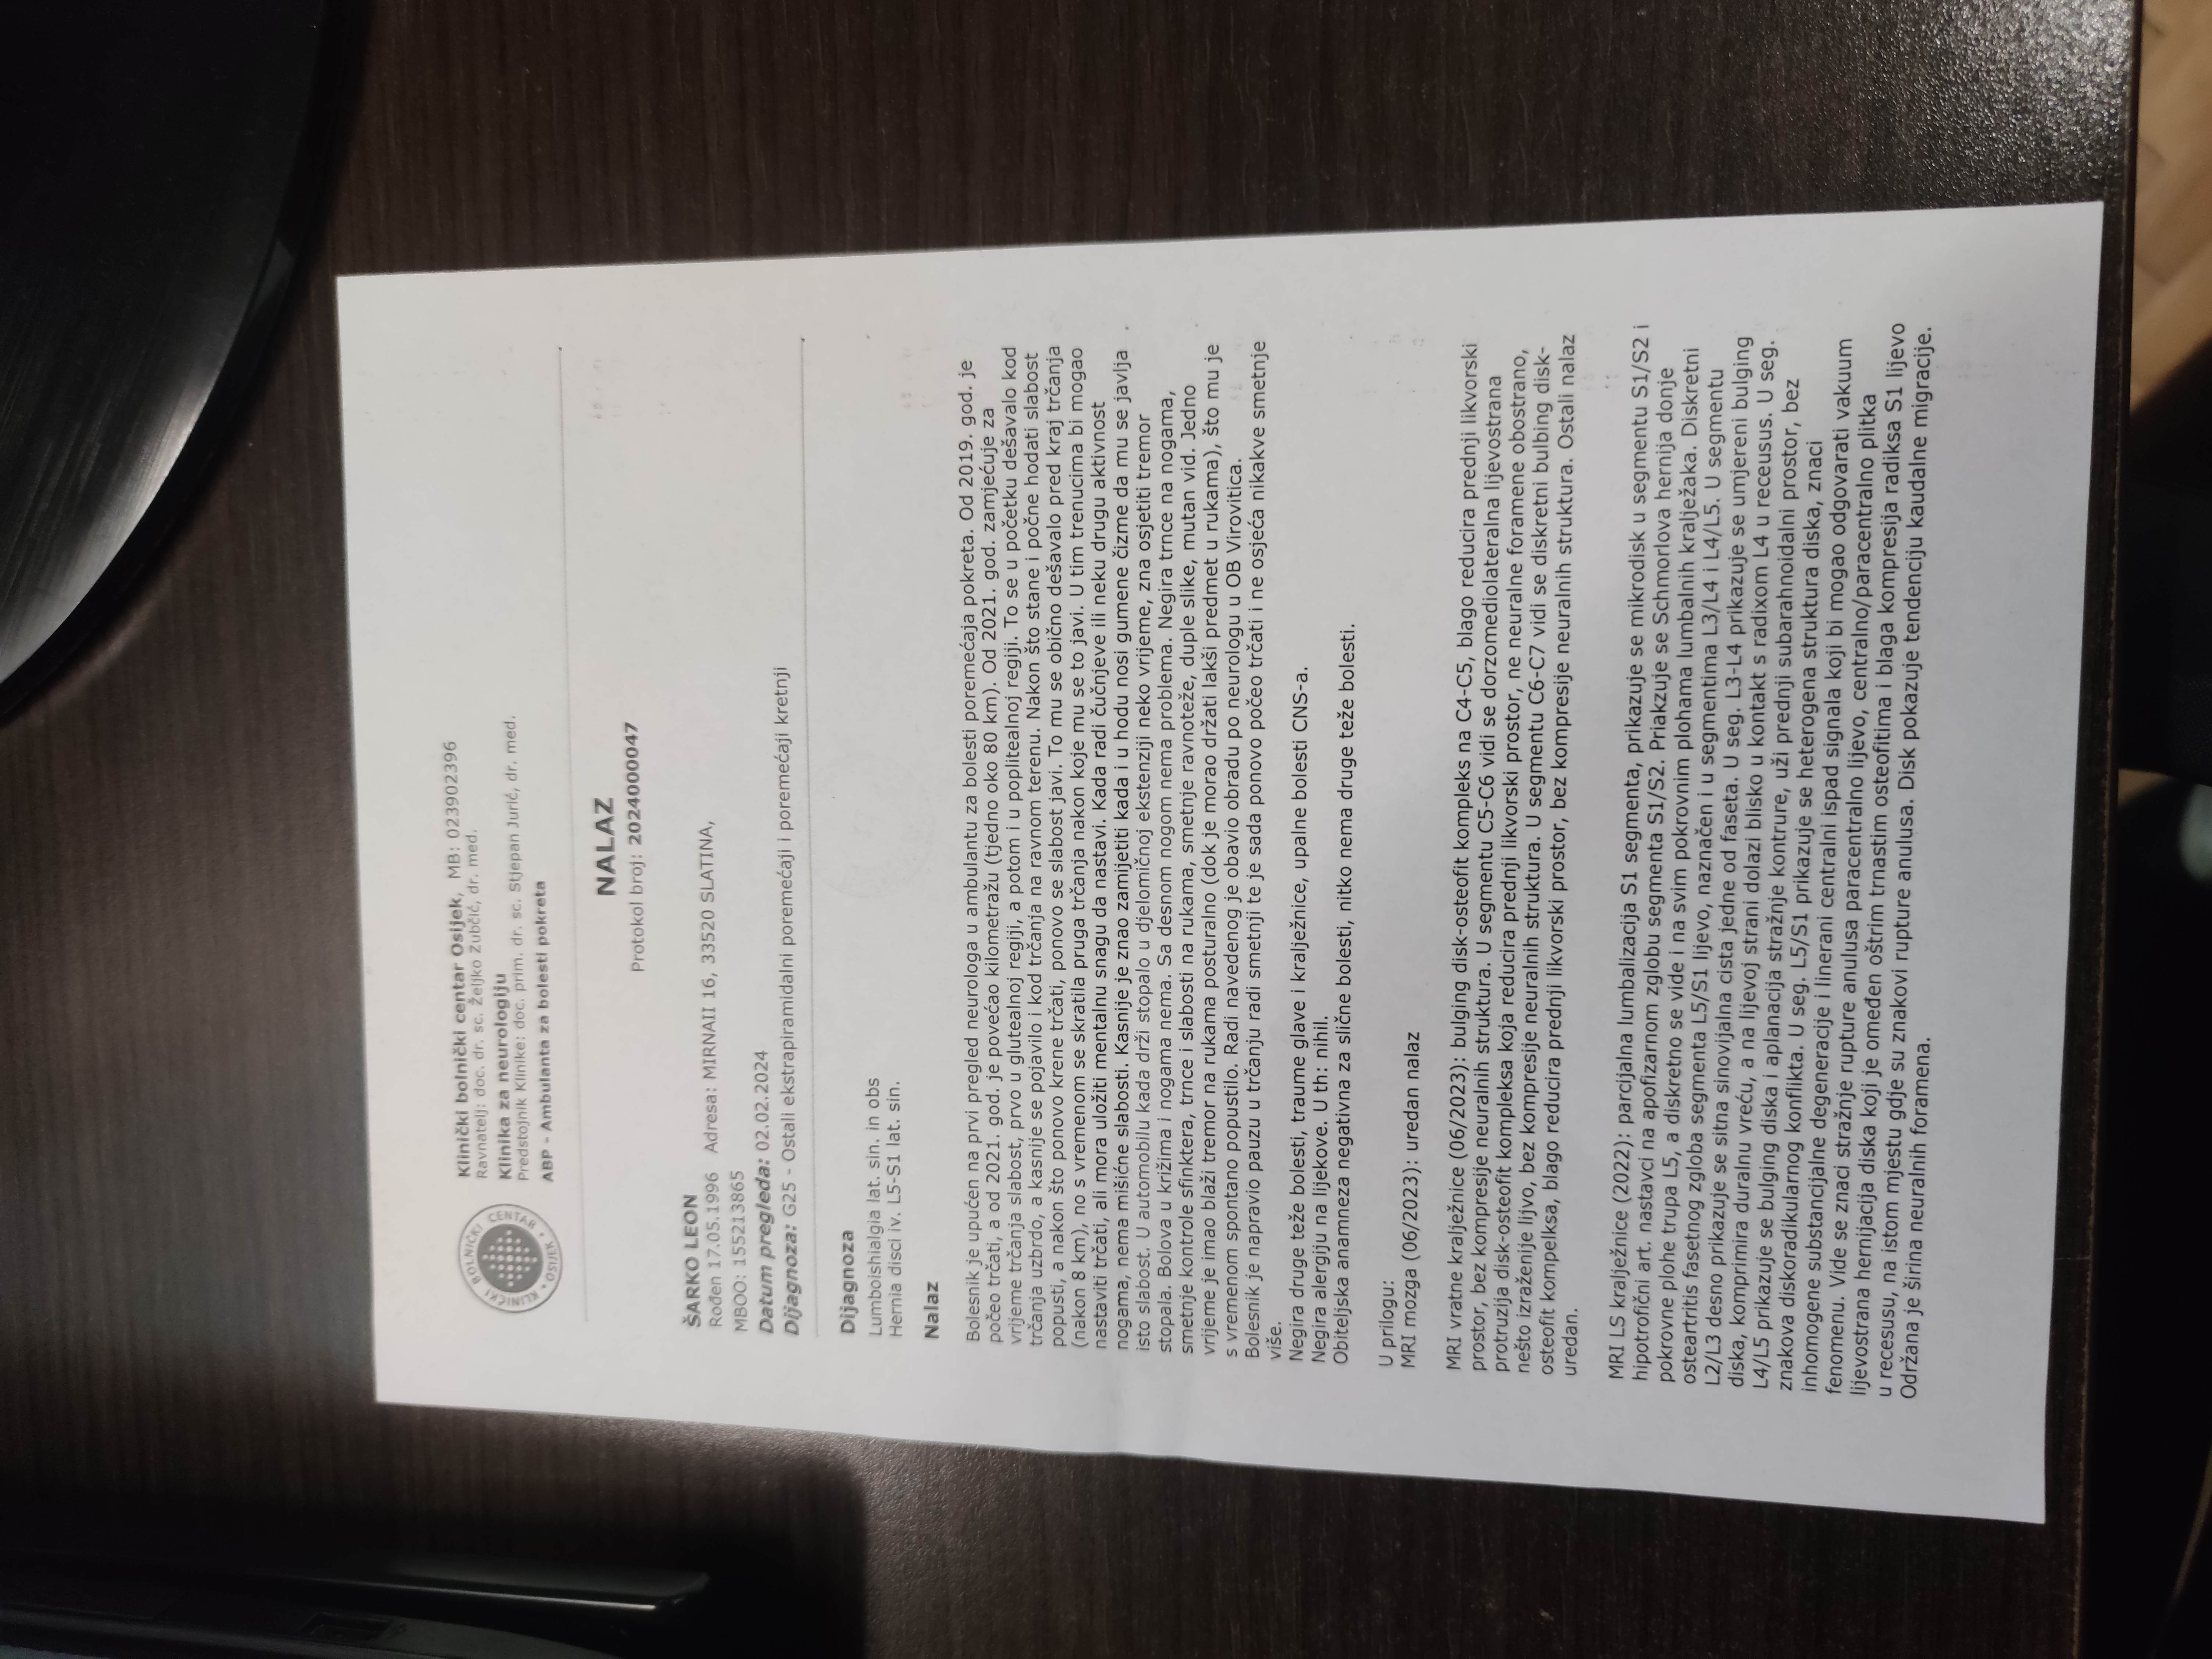 KLINIČKI BOLNIČKI CENTAR • OSIJEK •
Klinički bolnički centar Osijek, MB: 023902396
Ravnatelj: doc. dr. sc. Željko Zubčić, dr. med.
Klinika za neurologiju
Predstojnik Klinike: doc. prim. dr. sc. Stjepan Jurić, dr. med.
ABP - Ambulanta za bolesti pokreta
NALAZ
Protokol broj: 2024000047
ŠARKO LEON
Rođen 17.05.1996 Adresa: MIRNAII 16, 33520 SLATINA,
MBOO: 155213865
Datum pregleda: 02.02.2024
Dijagnoza: G25 - Ostali ekstrapiramidalni poremećaji i poremećaji kretnji
Dijagnoza
Lumboishialgia lat. sin. in obs
Hernia disci iv. L5-S1 lat. sin.
Nalaz
Bolesnik je upućen na prvi pregled neurologa u ambulantu za bolesti poremećaja pokreta. Od 2019. god. je
počeo trčati, a od 2021. god. je povećao kilometražu (tjedno oko 80 km). Od 2021. god. zamjećuje za
vrijeme trčanja slabost, prvo u glutealnoj regiji, a potom i u poplitealnoj regiji. To se u početku dešavalo kod
trčanja uzbrdo, a kasnije se pojavilo i kod trčanja na ravnom terenu. Nakon što stane i počne hodati slabost
popusti, a nakon što ponovo krene trčati, ponovo se slabost javi. To mu se obično dešavalo pred kraj trčanja
(nakon 8 km), no s vremenom se skratila pruga trčanja nakon koje mu se to javi. U tim trenucima bi mogao
nastaviti trčati, ali mora uložiti mentalnu snagu da nastavi. Kada radi čučnjeve ili neku drugu aktivnost
nogama, nema mišićne slabosti. Kasnije je znao zamijetiti kada i u hodu nosi gumene čizme da mu se javlja
isto slabost. U automobilu kada drži stopalo u djelomičnoj ekstenziji neko vrijeme, zna osjetiti tremor
stopala. Bolova u križima i nogama nema. Sa desnom nogom nema problema. Negira trnce na nogama,
smetnje kontrole sfinktera, trnce i slabosti na rukama, smetnje ravnoteže, duple slike, mutan vid. Jedno
vrijeme je imao blaži tremor na rukama posturalno (dok je morao držati lakši predmet u rukama), što mu je
s vremenom spontano popustilo. Radi navedenog je obavio obradu po neurologu u OB Virovitica.
Bolesnik je napravio pauzu u trčanju radi smetnji te je sada ponovo počeo trčati i ne osjeća nikakve smetnje
više.
Negira druge teže bolesti, traume glave i kralježnice, upalne bolesti CNS-a.
Negira alergiju na lijekove. U th: nihil.
Obiteljska anamneza negativna za slične bolesti, nitko nema druge teže bolesti.
U prilogu:
MRI mozga (06/2023): uredan nalaz
MRI vratne kralježnice (06/2023): bulging disk-osteofit kompleks na C4-C5, blago reducira prednji likvorski
prostor, bez kompresije neuralnih struktura. U segmentu C5-C6 vidi se dorzomediolateralna lijevostrana
protruzija disk-osteofit kompleksa koja reducira prednji likvorski prostor, ne neuralne foramene obostrano,
nešto izraženije lijvo, bez kompresije neuralnih struktura. U segmentu C6-C7 vidi se diskretni bulbing disk-
osteofit kompelksa, blago reducira prednji likvorski prostor, bez kompresije neuralnih struktura. Ostali nalaz
uredan.
MRI LS kralježnice (2022): parcijalna lumbalizacija S1 segmenta, prikazuje se mikrodisk u segmentu S1/S2 i
hipotrofični art. nastavci na apofizarnom zglobu segmenta S1/S2. Priakzuje se Schmorlova hernija donje
pokrovne plohe trupa L5, a diskretno se vide i na svim pokrovnim plohama lumbalnih kralježaka. Diskretni
osteartritis fasetnog zgloba segmenta L5/S1 lijevo, naznačen i u segmentima L3/L4 i L4/L5. U segmentu
L2/L3 desno prikazuje se sitna sinovijalna cista jedne od faseta. U seg. L3-L4 prikazuje se umjereni bulging
diska, komprimira duralnu vreću, a na lijevoj strani dolazi blisko u kontakt s radixom L4 u receusus. U seg.
L4/L5 prikazuje se bulging diska i aplanacija stražnje kontrure, uži prednji subarahnoidalni prostor, bez
znakova diskoradikularnog konflikta. U seg. L5/S1 prikazuje se heterogena struktura diska, znaci
inhomogene substancijalne degeneracije i linerani centralni ispad signala koji bi mogao odgovarati vakuum
fenomenu. Vide se znaci stražnje rupture anulusa paracentralno lijevo, centralno/paracentralno plitka
lijevostrana hernijacija diska koji je omeđen oštrim trnastim osteofitima i blaga kompresija radiksa S1 lijevo
u recesusu, na istom mjestu gdje su znakovi rupture anulusa. Disk pokazuje tendenciju kaudalne migracije.
Održana je širina neuralnih foramena.